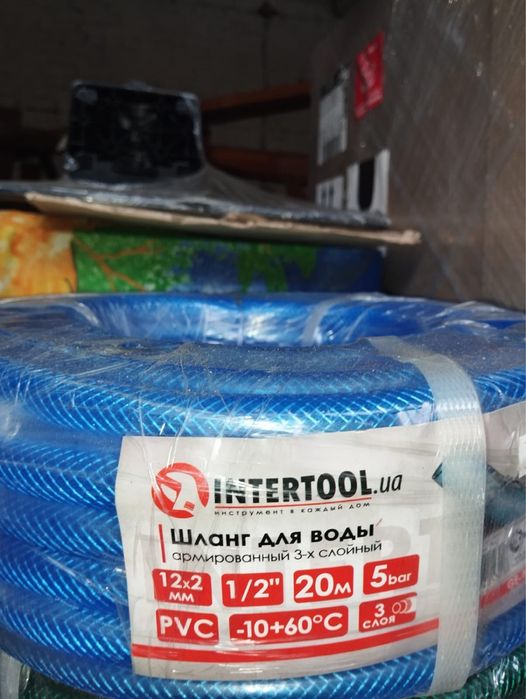 INTERTOOL.ua
инструмент в каждый дом
Шланг для воды
армированный 3-х слойный
12x2 мм 1/2" 20м 5bar
PVC -10+60°C 3 слоя